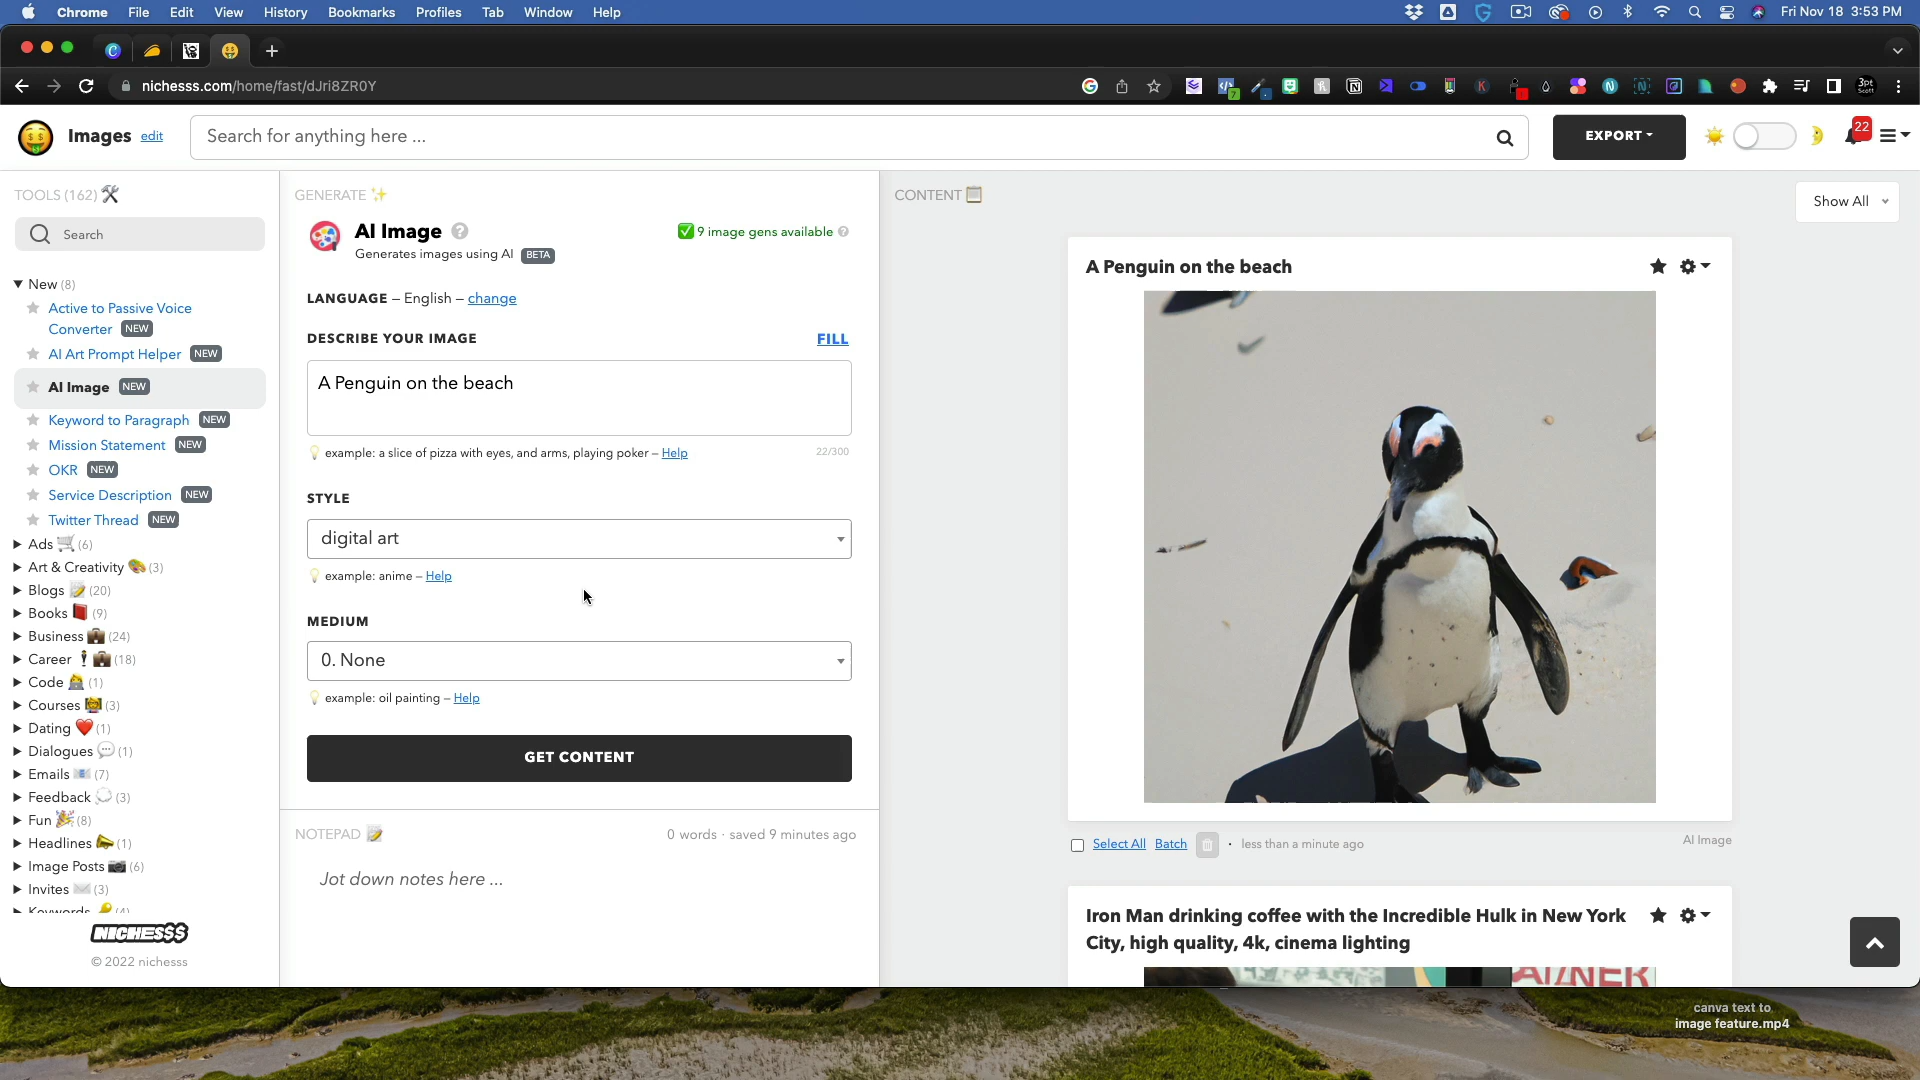 Chrome File Edit View History Bookmarks Profiles Tab Window Help
Fri Nov 18 3:53 PM
nichesss.com/home/fast/dJri8ZR0Y
Images edit
Search for anything here ...
EXPORT
22
TOOLS (162)
Search
New (8)
Active to Passive Voice
Converter NEW
AI Art Prompt Helper NEW
AI Image NEW
Keyword to Paragraph NEW
Mission Statement NEW
OKR NEW
Service Description NEW
Twitter Thread NEW
Ads (6)
Art & Creativity (3)
Blogs (20)
Books (9)
Business (24)
Career (18)
Code (1)
Courses (3)
Dating (1)
Dialogues (1)
Emails (7)
Feedback (3)
Fun (8)
Headlines (1)
Image Posts (6)
Invites (3)
Keywords (4)
NICHESSS
© 2022 nichesss
GENERATE
AI Image
9 image gens available
Generates images using AI BETA
LANGUAGE – English – change
DESCRIBE YOUR IMAGE FILL
A Penguin on the beach
example: a slice of pizza with eyes, and arms, playing poker – Help
22/300
STYLE
digital art
example: anime – Help
MEDIUM
0. None
example: oil painting – Help
GET CONTENT
NOTEPAD
0 words · saved 9 minutes ago
Jot down notes here ...
CONTENT
Show All
A Penguin on the beach
Select All Batch · less than a minute ago
AI Image
Iron Man drinking coffee with the Incredible Hulk in New York
City, high quality, 4k, cinema lighting
canva text to
image feature.mp4